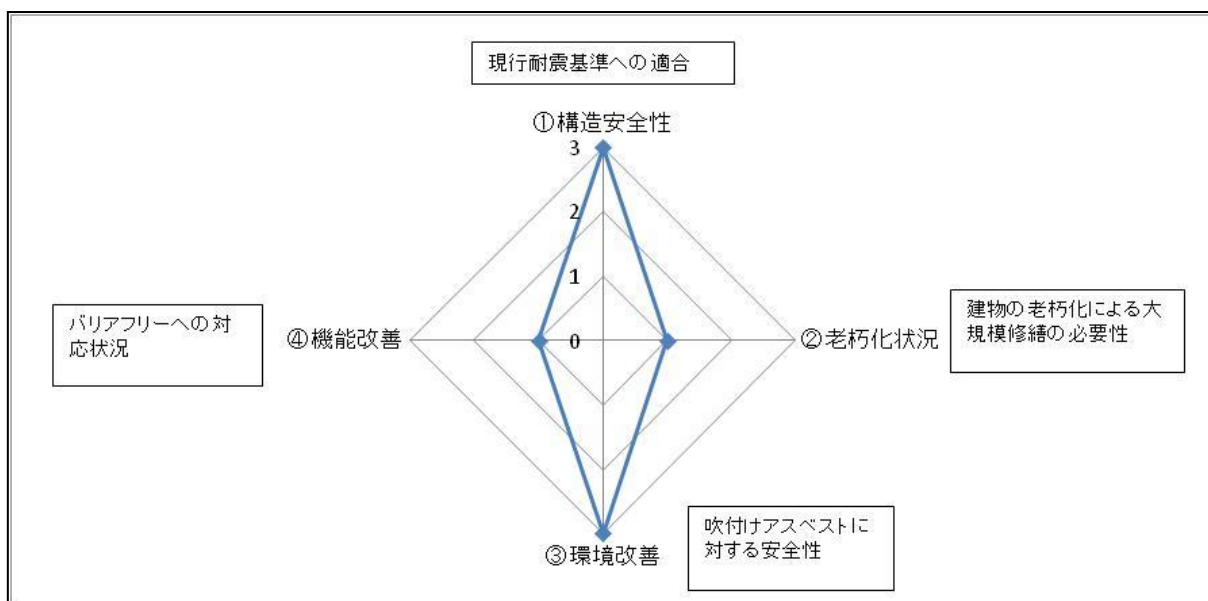 現行耐震基準への適合
①構造安全性
3
2
1
0
バリアフリーへの対
応状況
④機能改善
②老朽化状況
建物の老朽化による大
規模修繕の必要性
③環境改善
吹付けアスベストに
対する安全性